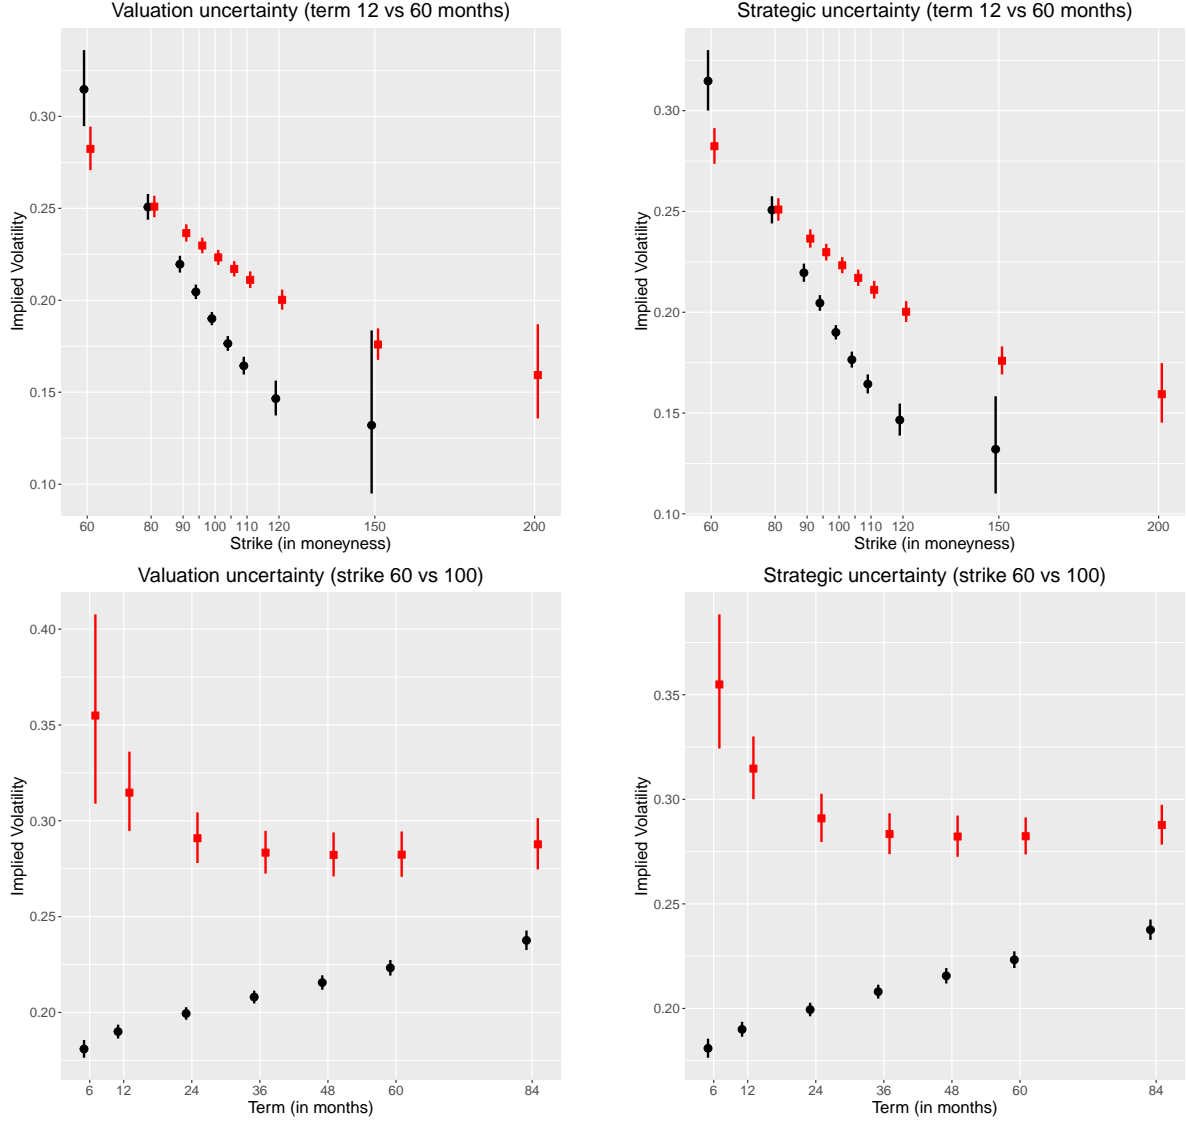 Valuation uncertainty (term 12 vs 60 months)
Implied Volatility
0.30
0.25
0.20
0.15
0.10
60 80 90 100 110 120 150 200
Strike (in moneyness)
Strategic uncertainty (term 12 vs 60 months)
Implied Volatility
0.30
0.25
0.20
0.15
0.10
60 80 90 100 110 120 150 200
Strike (in moneyness)
Valuation uncertainty (strike 60 vs 100)
Implied Volatility
0.40
0.35
0.30
0.25
0.20
6 12 24 36 48 60 84
Term (in months)
Strategic uncertainty (strike 60 vs 100)
Implied Volatility
0.35
0.30
0.25
0.20
6 12 24 36 48 60 84
Term (in months)